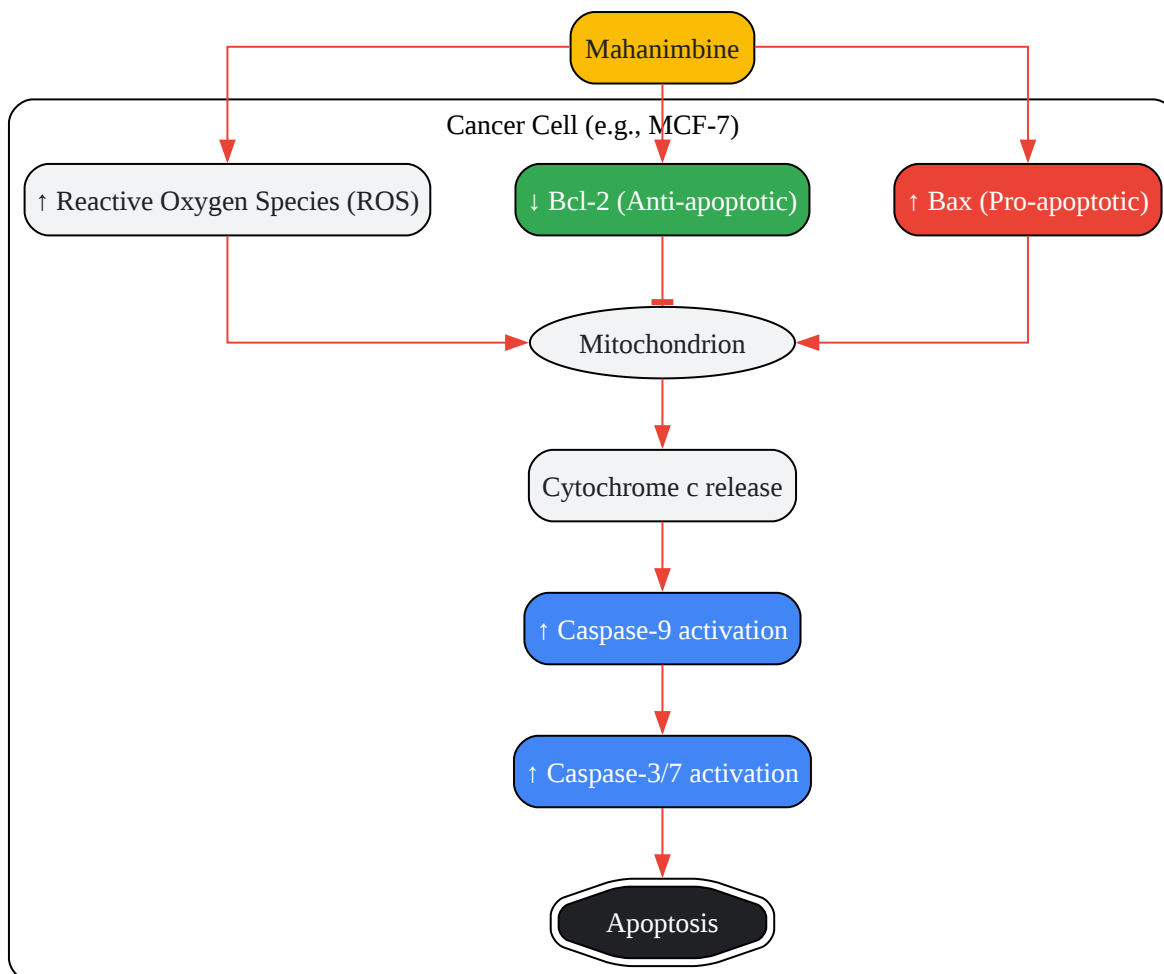 Mahanimbine
Cancer Cell (e.g., MCF-7)
↑ Reactive Oxygen Species (ROS)
↓ Bcl-2 (Anti-apoptotic)
↑ Bax (Pro-apoptotic)
Mitochondrion
Cytochrome c release
↑ Caspase-9 activation
↑ Caspase-3/7 activation
Apoptosis